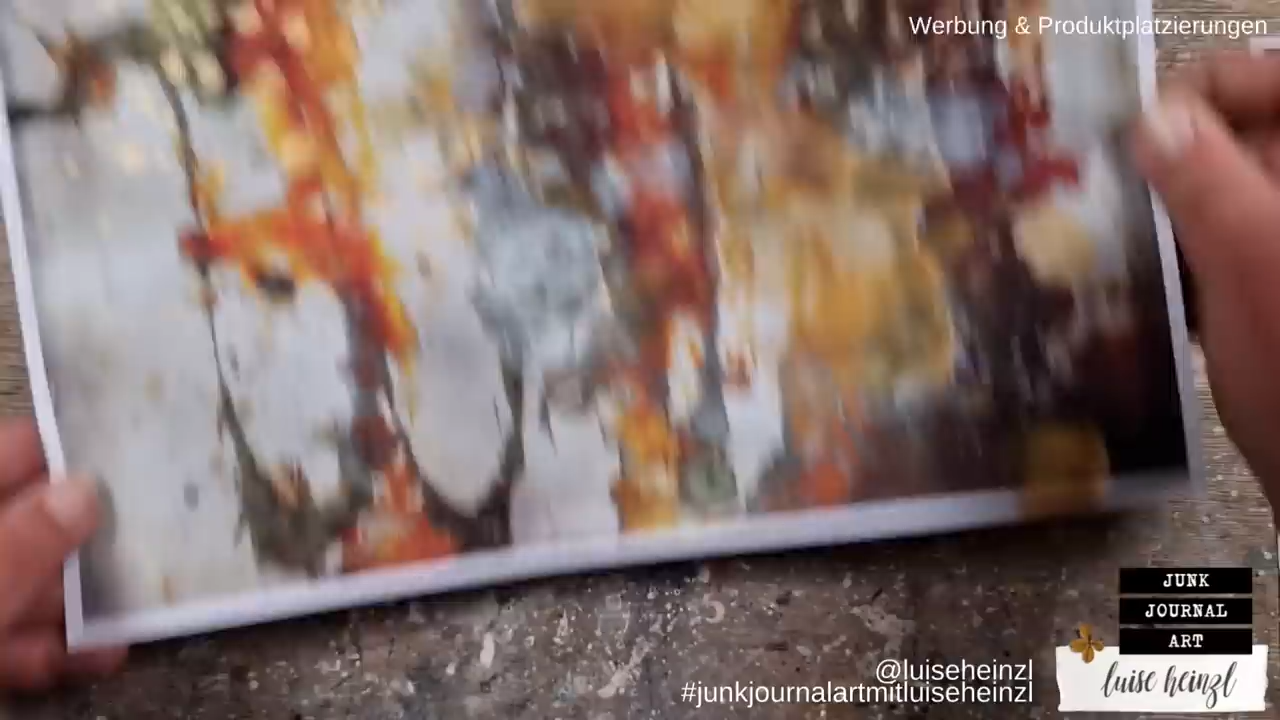 Werbung & Produktplatzierungen
JUNK
JOURNAL
ART
@luiseheinzl
#junkjournalartmitluiseheinzl
luise heinzl